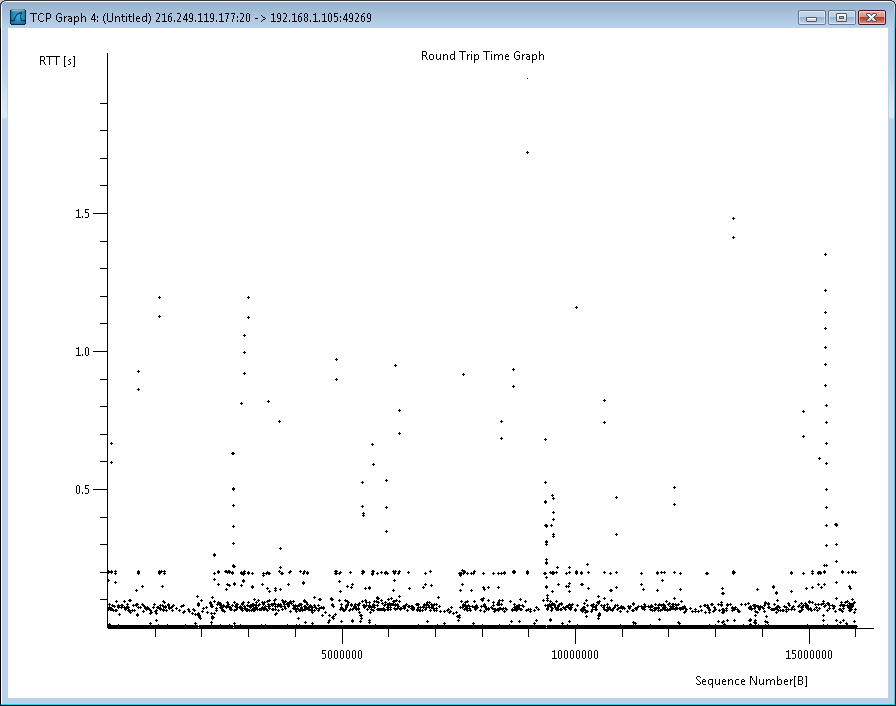 TCP Graph 4: (Untitled) 216.249.119.177:20 -> 192.168.1.105:49269
Round Trip Time Graph
RTT [s]
1.5
1.0
0.5
5000000 10000000 15000000
Sequence Number[B]